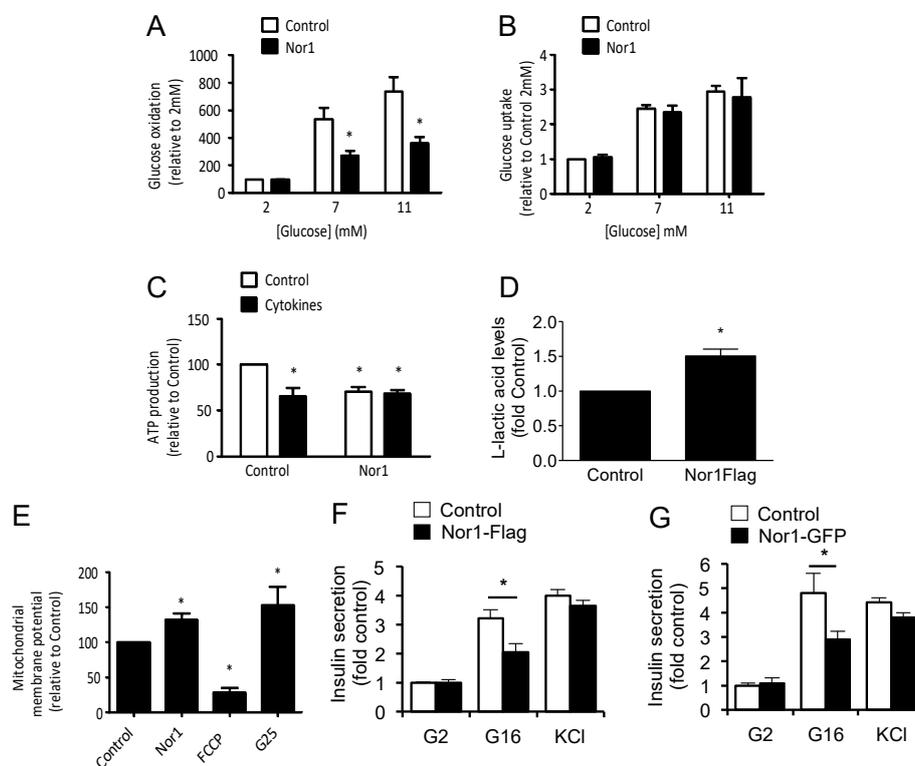 A
Control
Nor1
Glucose oxidation
(relative to 2mM)
1000
800
600
400
200
*
*
2
7
11
[Glucose] (mM)
B
Control
Nor1
Glucose uptake
(relative to Control 2mM)
4
3
2
1
0
2
7
11
[Glucose] mM
C
Control
Cytokines
ATP production
(relative to Control)
150
100
50
0
*
*
*
Control
Nor1
D
L-lactic acid levels
(fold Control)
2.0
1.5
1.0
0.5
0.0
*
Control
Nor1Flag
E
Mitochondrial
membrane potential
(relative to Control)
200
150
100
50
0
*
*
*
Control
Nor1
FCCP
G25
F
Control
Nor1-Flag
Insulin secretion
(fold control)
5
4
3
2
1
0
*
G2
G16
KCl
G
Control
Nor1-GFP
Insulin secretion
(fold control)
6
5
4
3
2
1
0
*
G2
G16
KCl